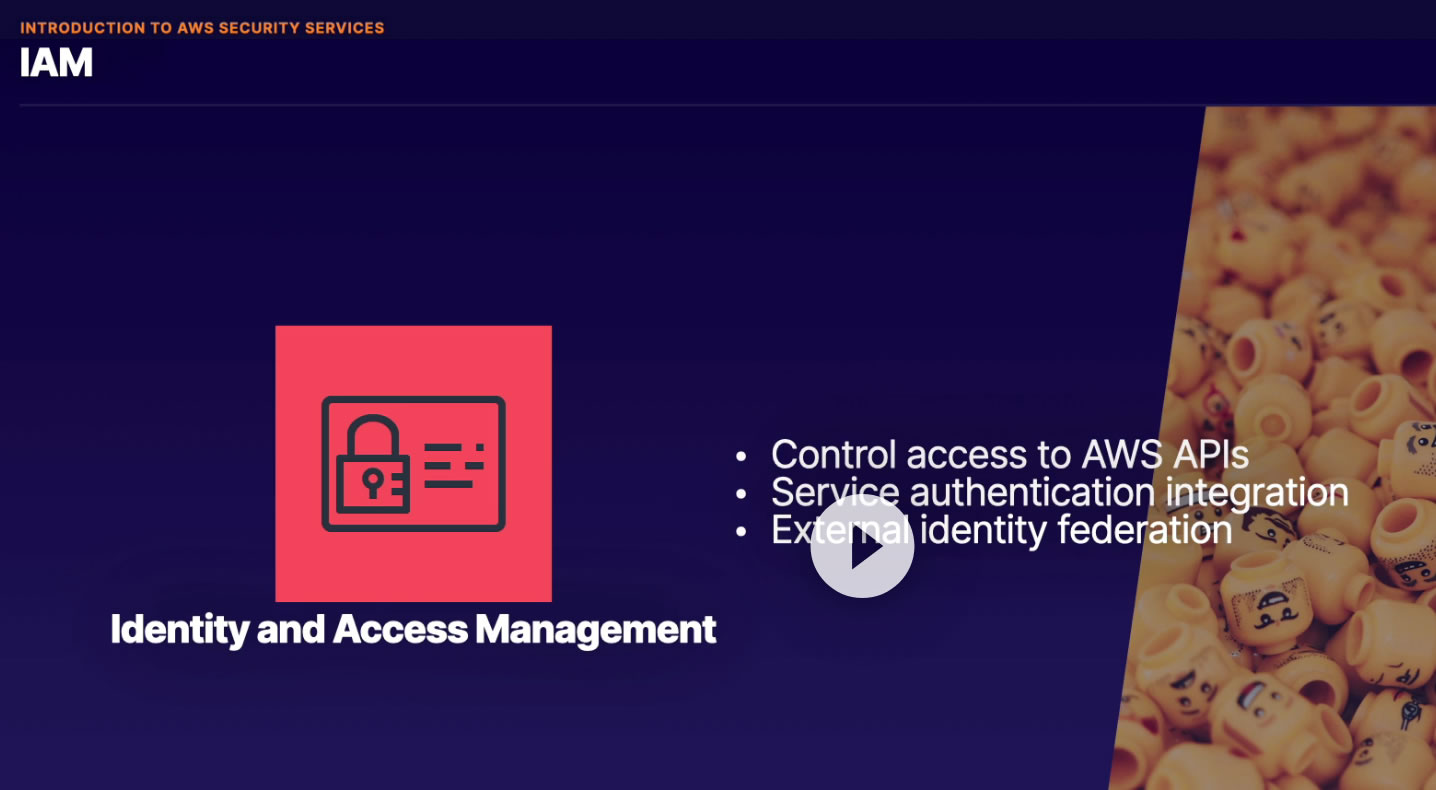 INTRODUCTION TO AWS SECURITY SERVICES
IAM
Identity and Access Management
• Control access to AWS APIs
• Service authentication integration
• External identity federation